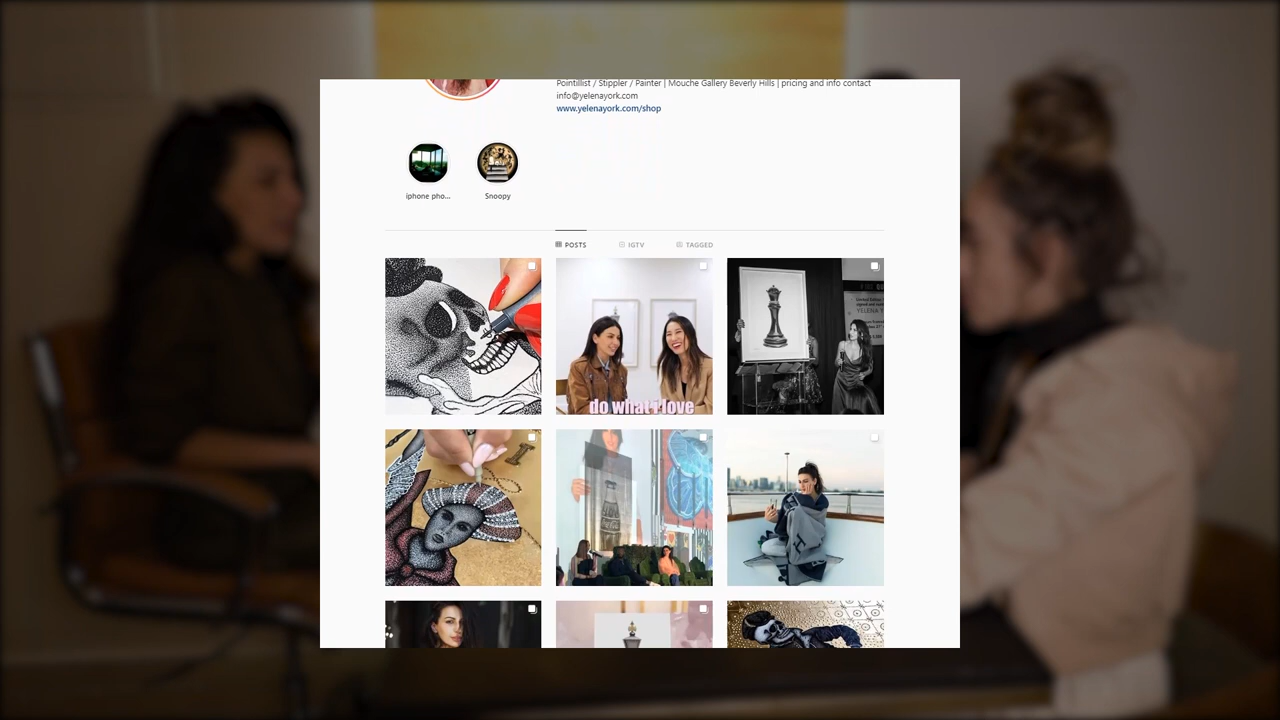 Pointillist / Stippler / Painter | Mouche Gallery Beverly Hills | pricing and info contact
info@yelenayork.com
www.yelenayork.com/shop
iphone pho...
Snoopy
POSTS
IGTV
TAGGED
do what i love
YELENA Y